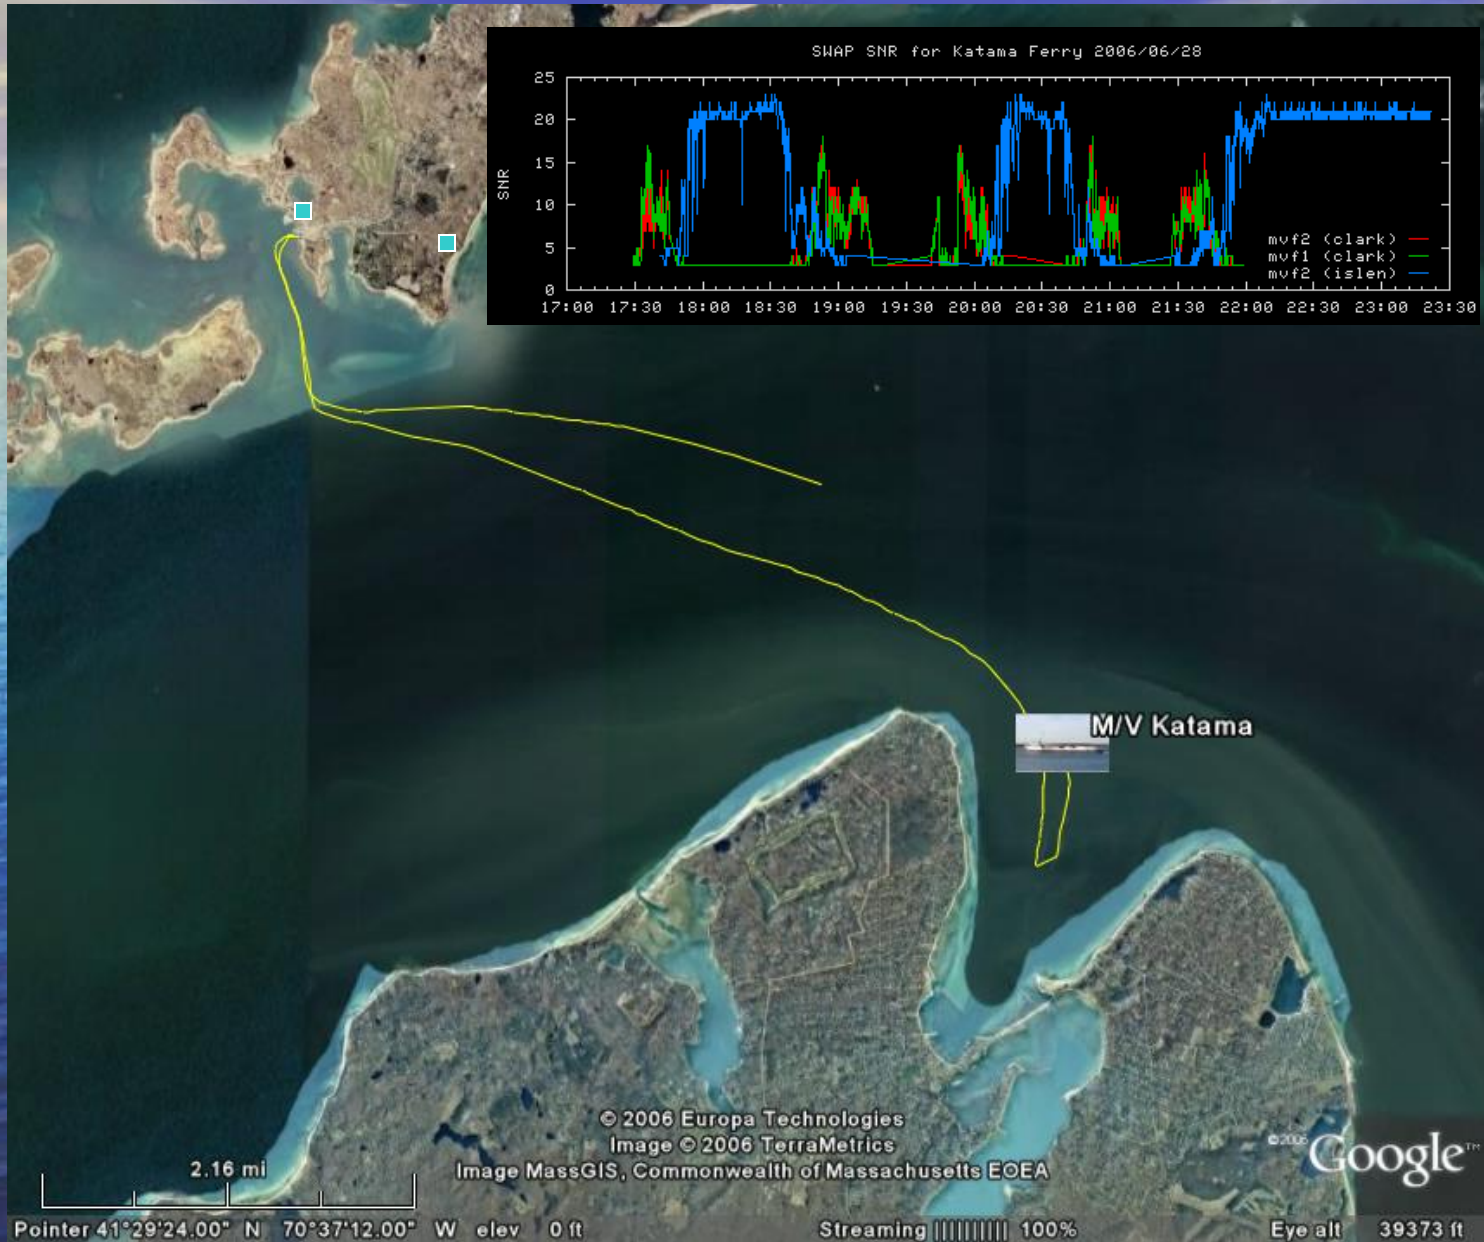 SWAP SNR for Katama Ferry 2006/06/28
25
20
15
10
5
0
SNR
mvf2 (clark)
mvf1 (clark)
mvf2 (islen)
17:00 17:30 18:00 18:30 19:00 19:30 20:00 20:30 21:00 21:30 22:00 22:30 23:00 23:30
M/V Katama
© 2006 Europa Technologies
Image © 2006 TerraMetrics
Image MassGIS, Commonwealth of Massachusetts EOEA
© 2006 Google™
2.16 mi
Pointer 41°29'24.00" N 70°37'12.00" W elev 0 ft Streaming |||||||||| 100% Eye alt 39373 ft